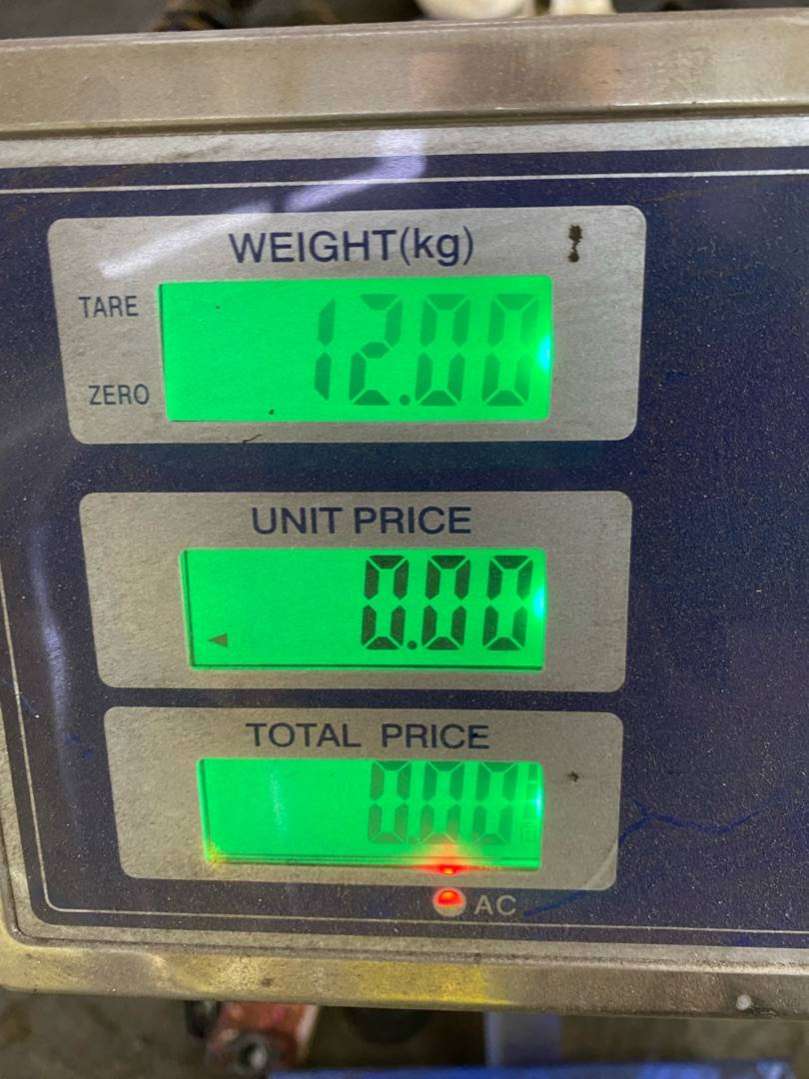 WEIGHT(kg)
TARE
12.00
ZERO
UNIT PRICE
0.00
TOTAL PRICE
0.00
AC